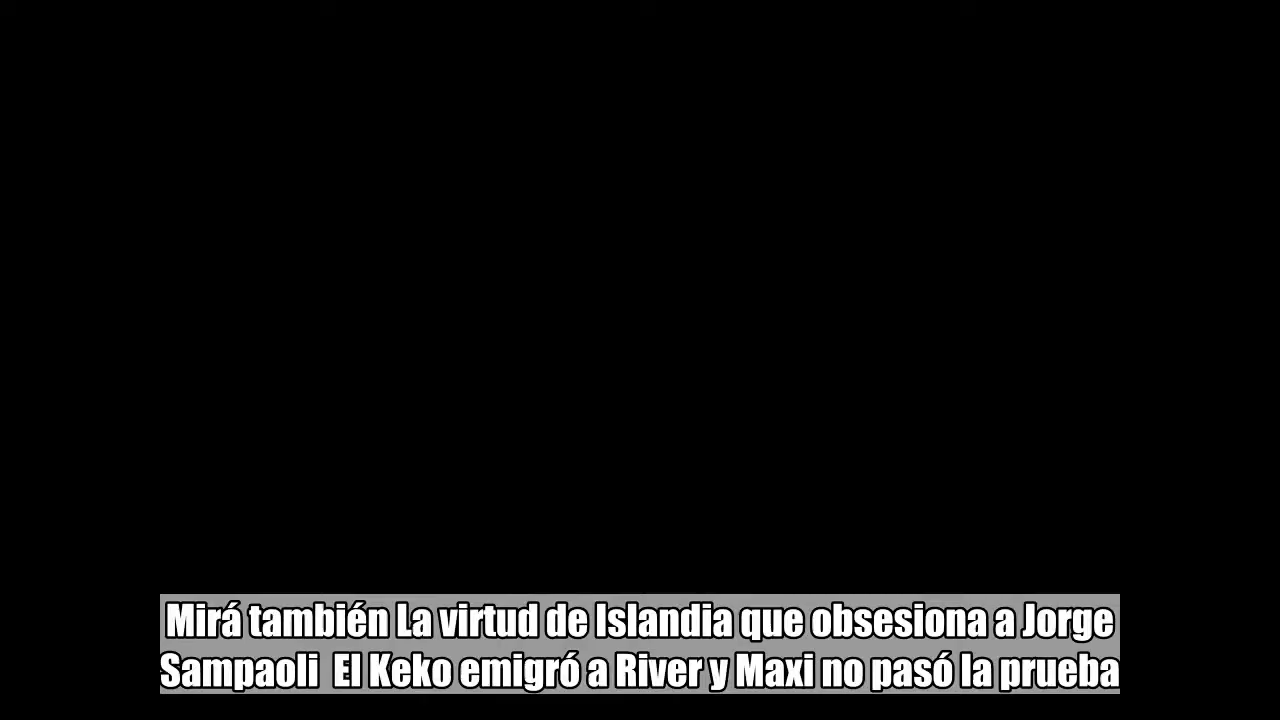 Mirá también La virtud de Islandia que obsesiona a Jorge
Sampaoli  El Keko emigró a River y Maxi no pasó la prueba